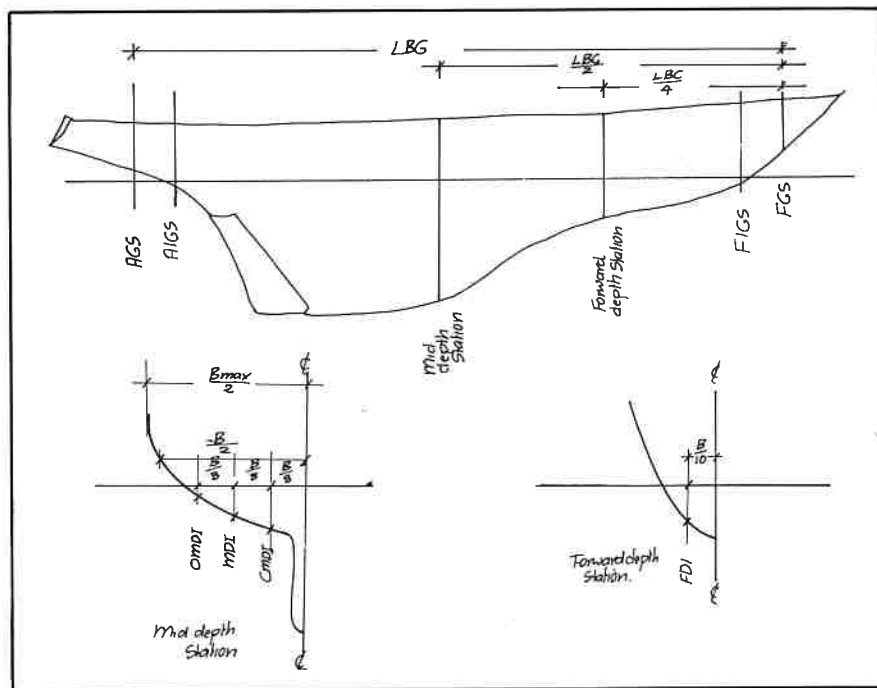 LBG
LBG
2
LBG
4
AGS
AIGS
FIGS
FGS
Mid
depth
Station
Forward
depth Station
℄
Bmax
2
B
2
B
8
B
8
B
8
OMDI
MDI
CMDI
Mid depth
Station
℄
℄
B
10
FDI
Forward depth
Station.
℄